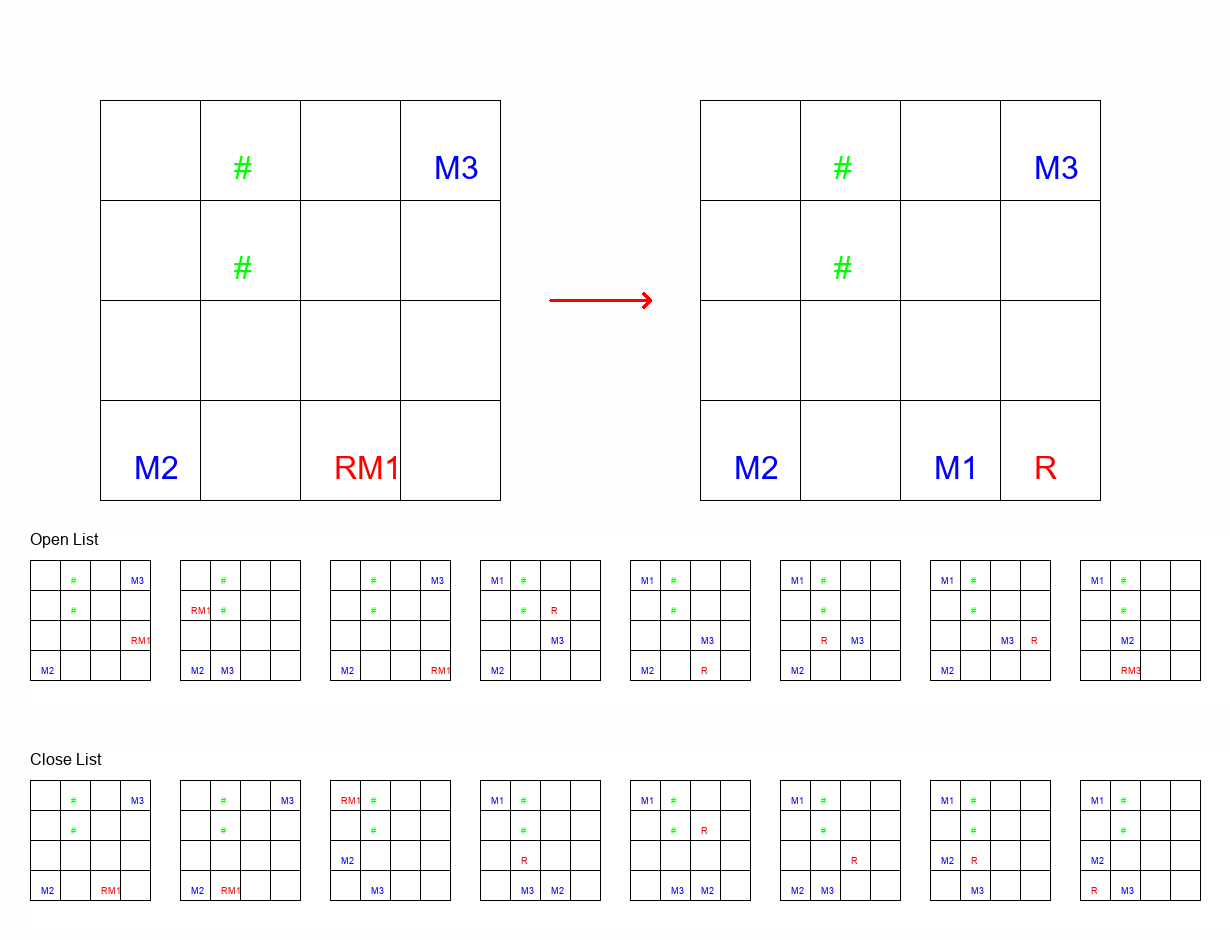 # M3 # M3
# #
M2 RM1 M2 M1 R
Open List
# M3 # # M3 M1 # M1 # M1 # M1 # M1 #
# RM1 # # # R # # # #
RM1 M3 M3 R M3 M3 R M2
M2 M2 M3 M2 RM1 M2 M2 R M2 M2 RM3
Close List
# M3 # M3 RM1 # M1 # M1 # M1 # M1 # M1 #
# # # # # R # # #
M2 R R M2 R M2
M2 RM1 M2 RM1 M3 M3 M2 M3 M2 M2 M3 M3 R M3